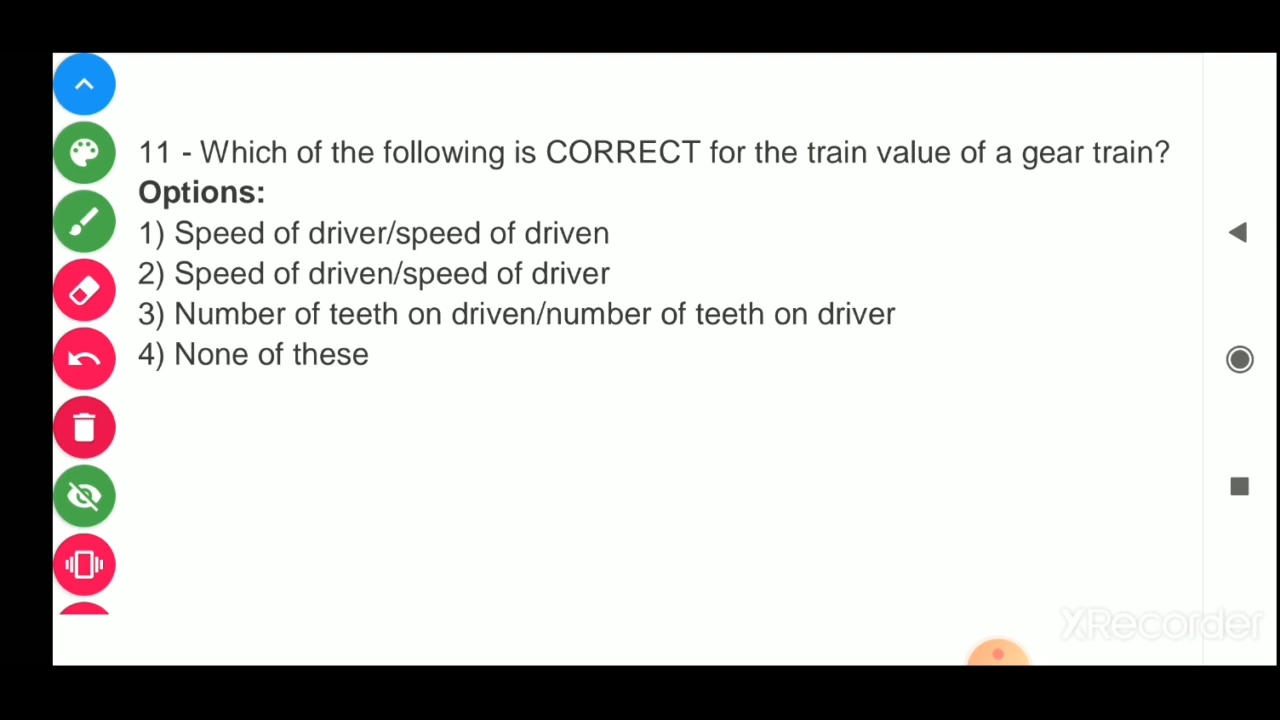 11 - Which of the following is CORRECT for the train value of a gear train?
Options:
1) Speed of driver/speed of driven
2) Speed of driven/speed of driver
3) Number of teeth on driven/number of teeth on driver
4) None of these
XRecorder